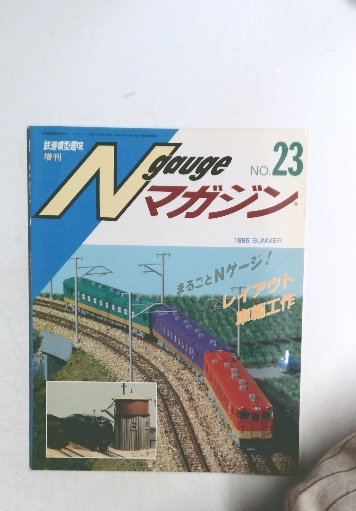 鉄道模型趣味
増刊
N gauge
マガジン
NO.23
1995 SUMMER
まるごとNゲージ!
レイアウト
車輌工作